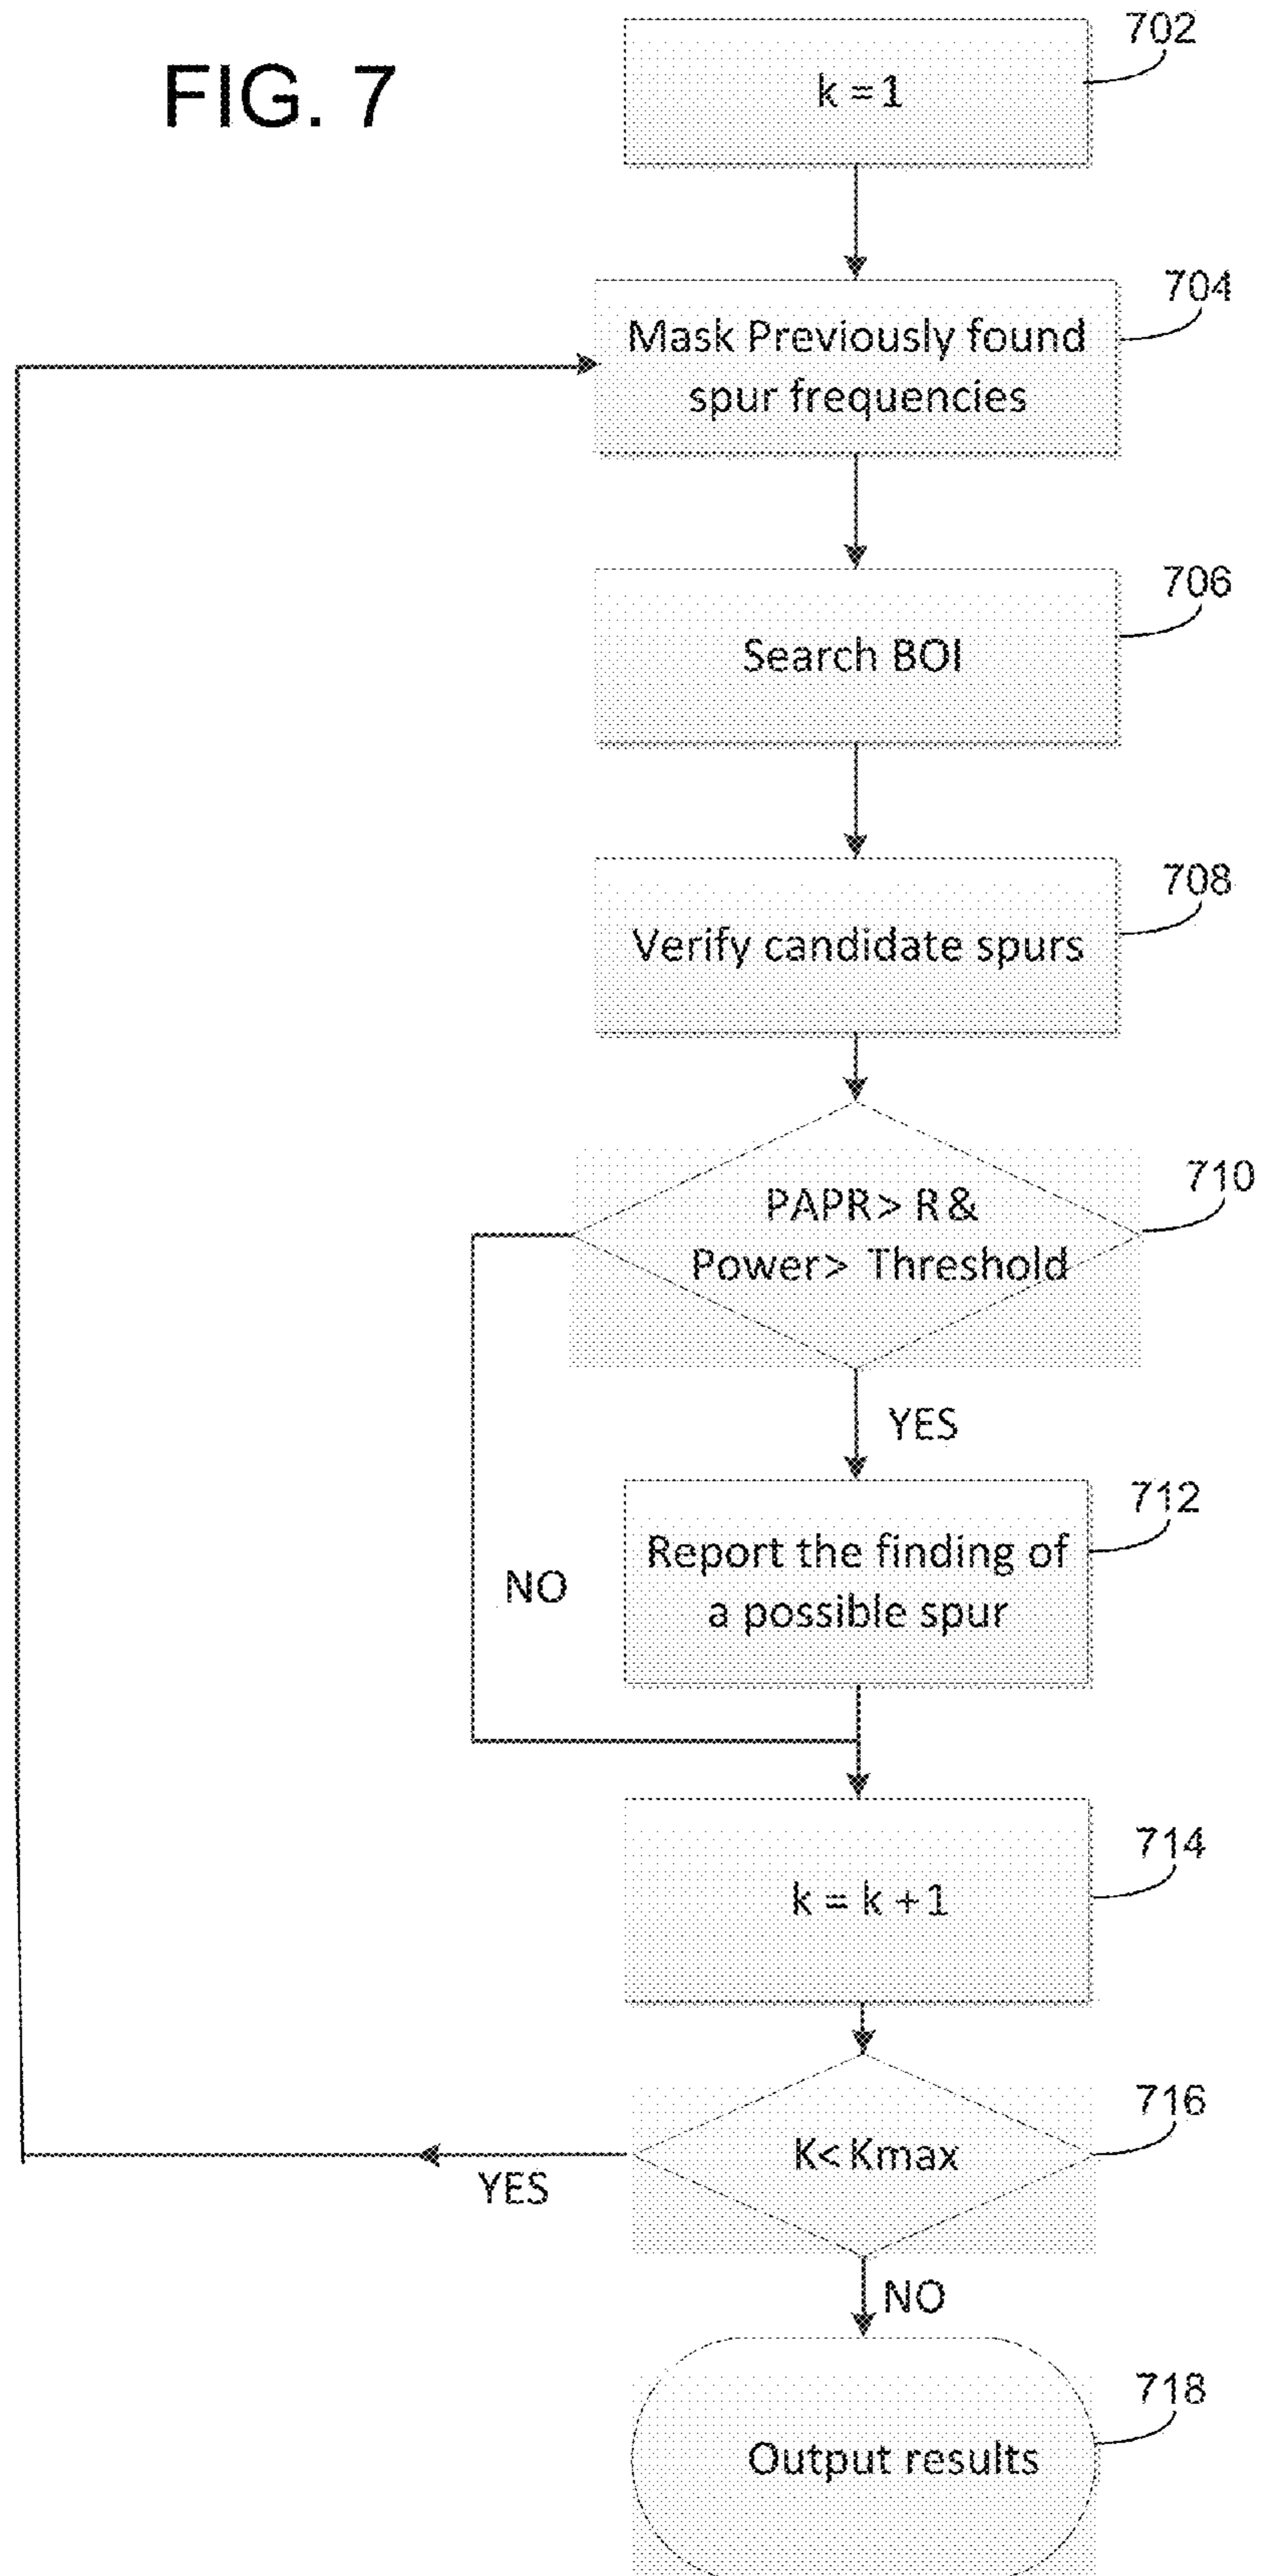 FIG. 7
702
k = 1
704
Mask Previously found
spur frequencies
706
Search BOI
708
Verify candidate spurs
710
PAPR> R &
Power> Threshold
YES
712
Report the finding of
a possible spur
NO
714
k = k + 1
716
K< Kmax
YES
NO
718
Output results